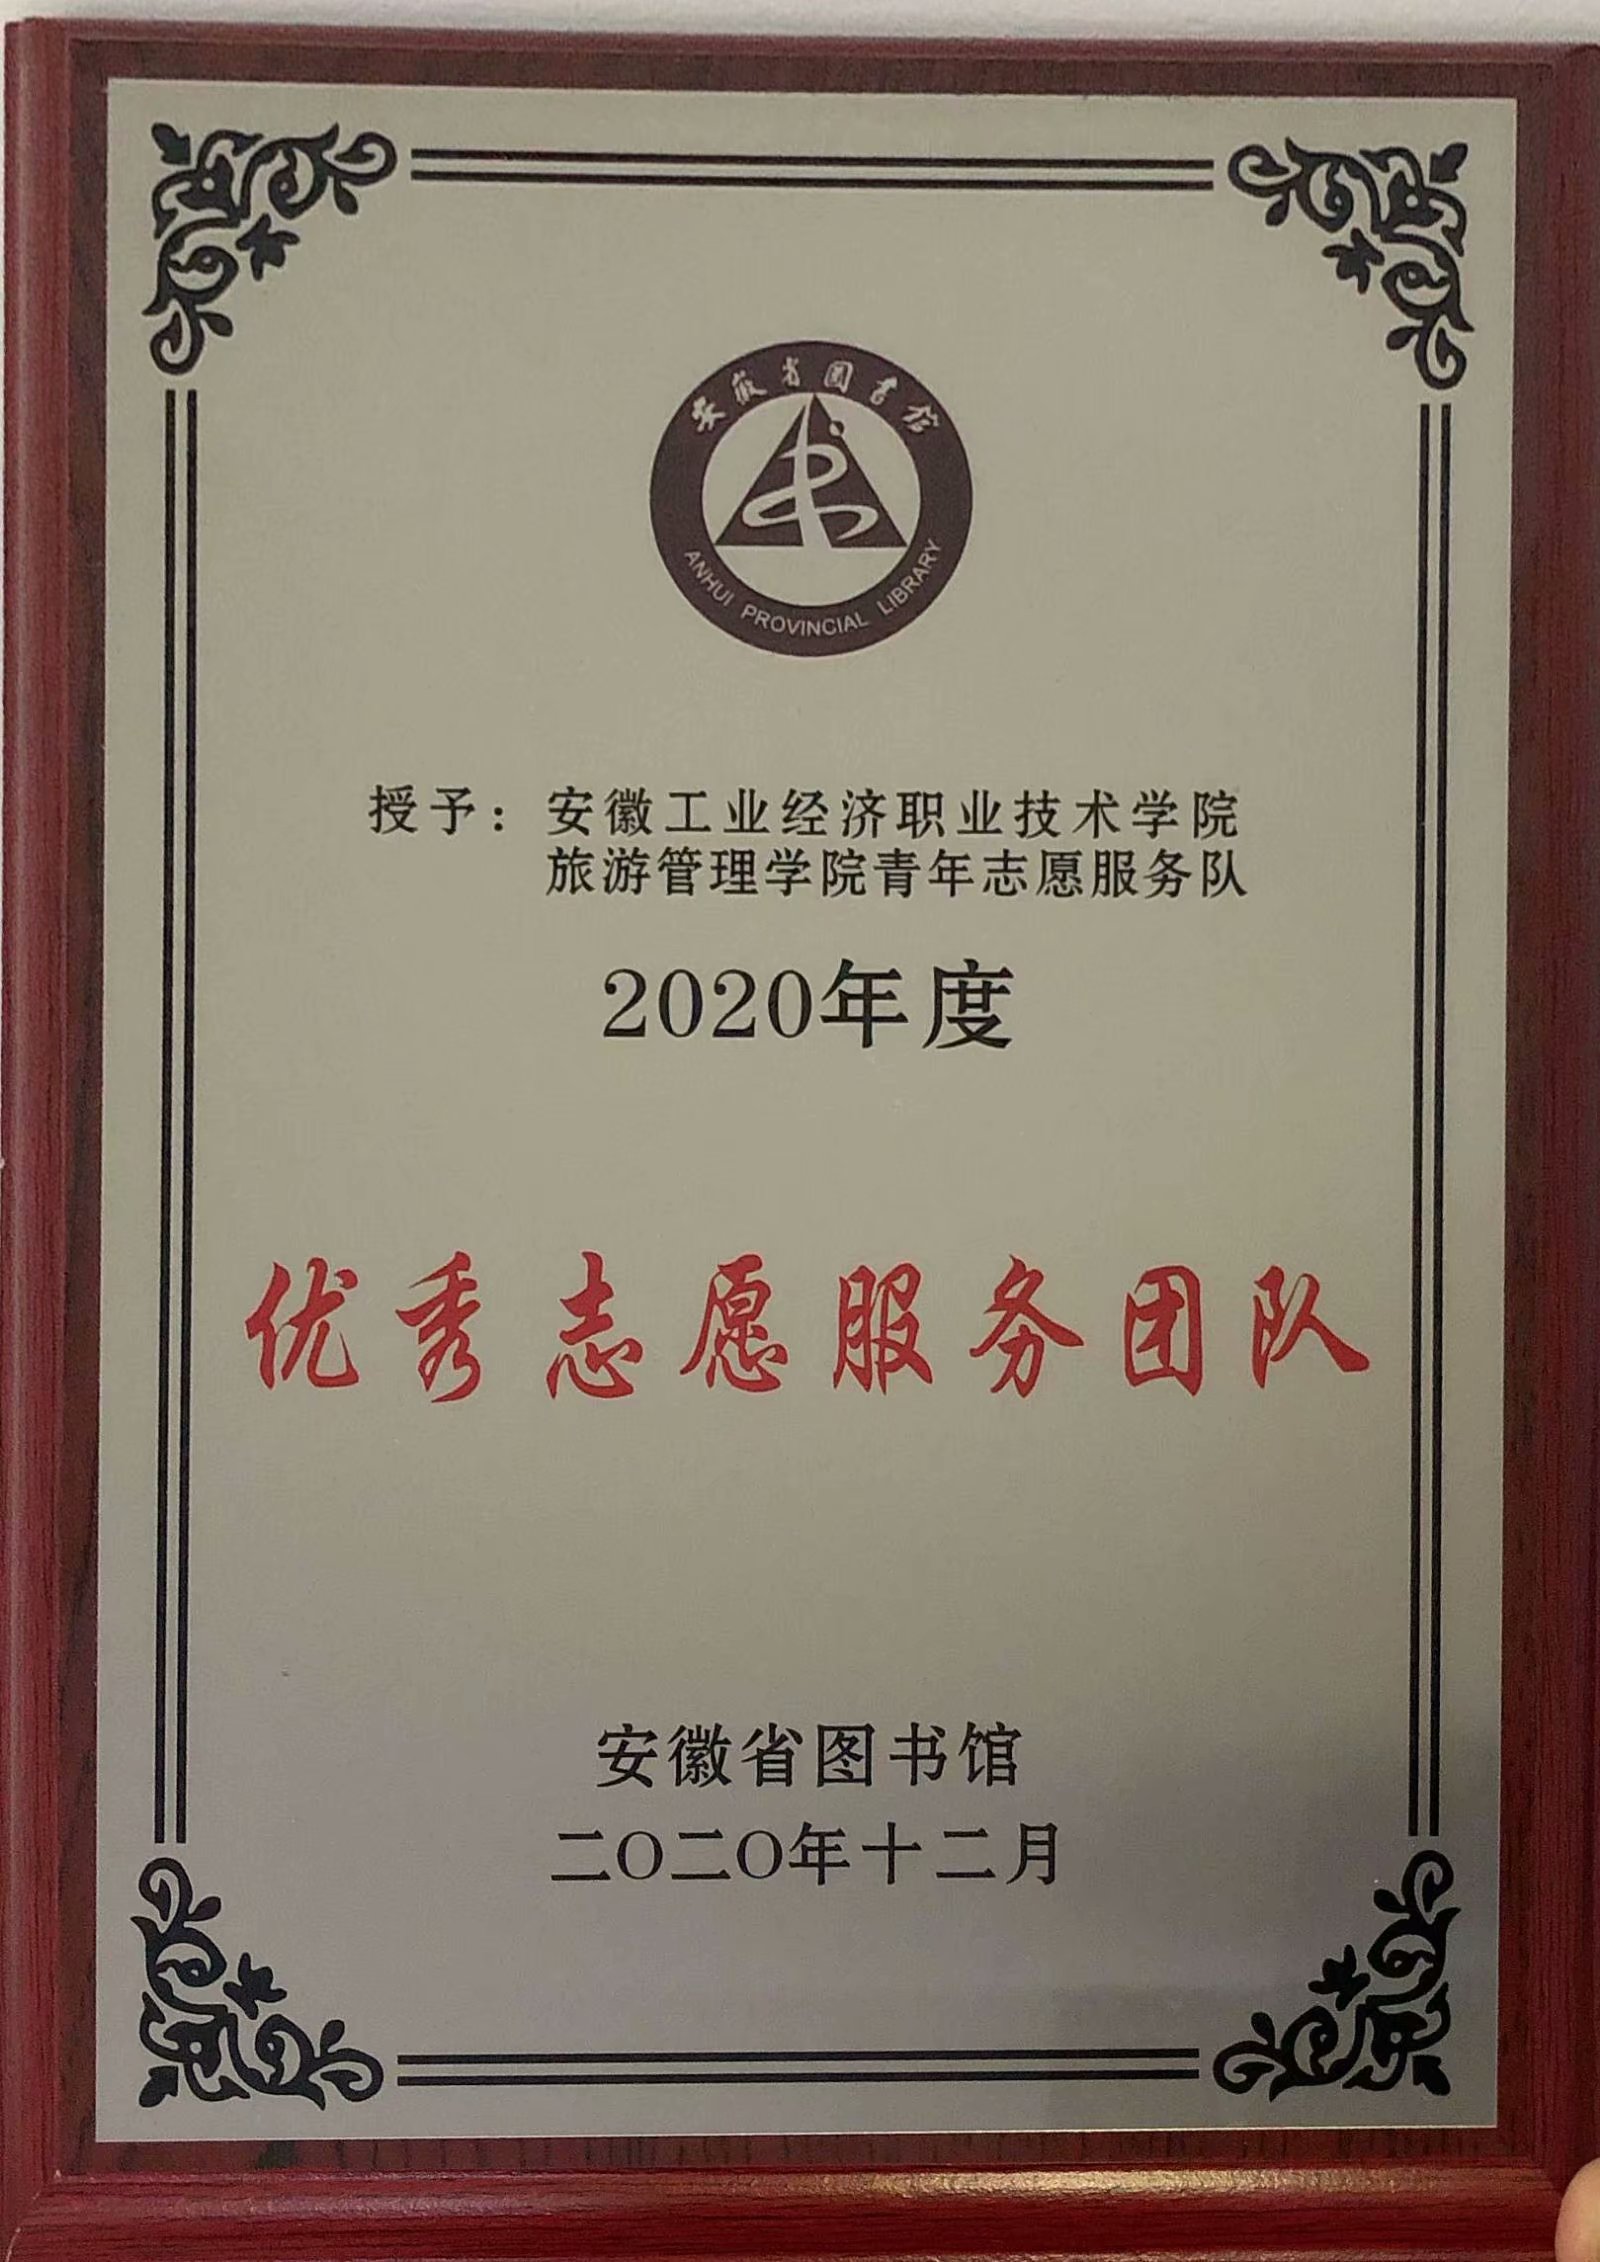 安徽省图书馆
ANHUI PROVINCIAL LIBRARY
授予：安徽工业经济职业技术学院
旅游管理学院青年志愿服务队
2020年度
优秀志愿服务团队
安徽省图书馆
二〇二〇年十二月